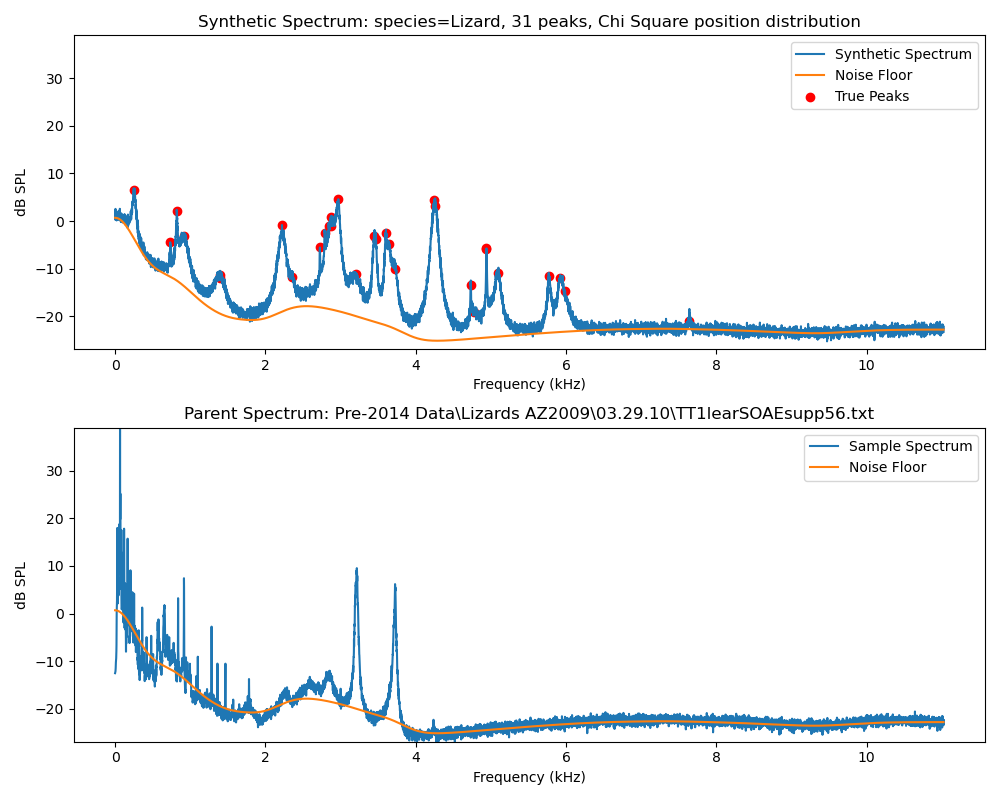 Synthetic Spectrum: species=Lizard, 31 peaks, Chi Square position distribution
dB SPL
30
20
10
0
−10
−20
Synthetic Spectrum
Noise Floor
True Peaks
0 2 4 6 8 10
Frequency (kHz)
Parent Spectrum: Pre-2014 Data\Lizards AZ2009\03.29.10\TT1learSOAEsupp56.txt
dB SPL
30
20
10
0
−10
−20
Sample Spectrum
Noise Floor
0 2 4 6 8 10
Frequency (kHz)